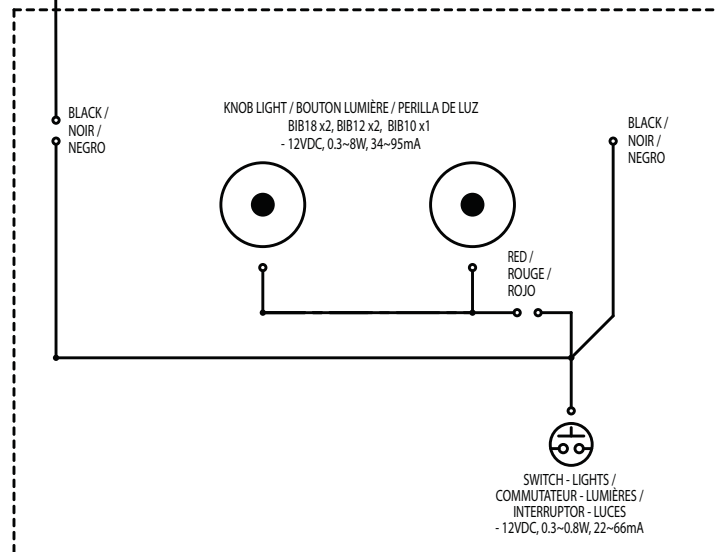 BLACK /
NOIR /
NEGRO
KNOB LIGHT / BOUTON LUMIÈRE / PERILLA DE LUZ
BIB18 x2, BIB12 x2, BIB10 x1
- 12VDC, 0.3~8W, 34~95mA
BLACK /
NOIR /
NEGRO
RED /
ROUGE /
ROJO
SWITCH - LIGHTS /
COMMUTATEUR - LUMIÈRES /
INTERRUPTOR - LUCES
- 12VDC, 0.3~0.8W, 22~66mA